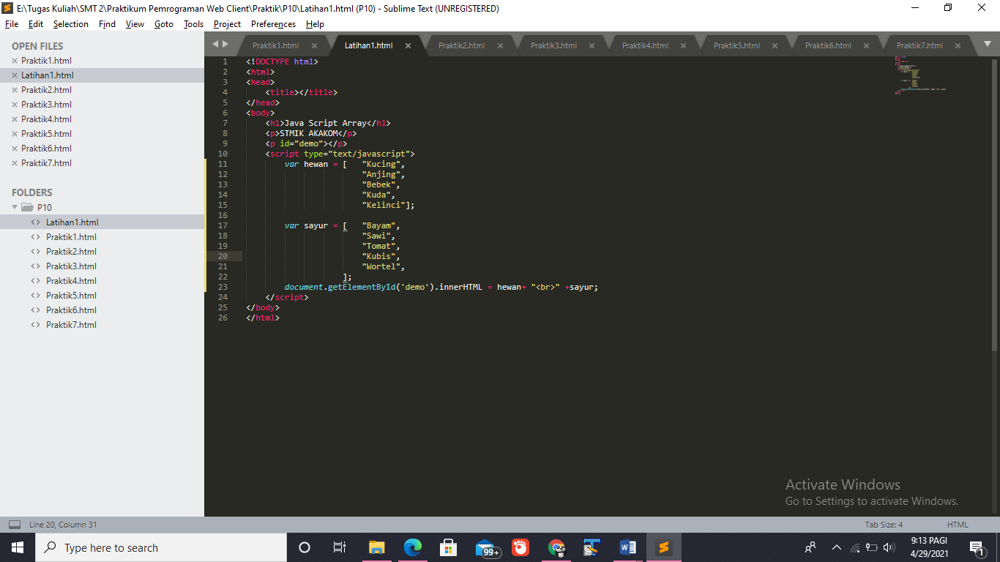 E:\Tugas Kuliah\SMT 2\Praktikum Pemrograman Web Client\Praktik\P10\Latihan1.html (P10) - Sublime Text (UNREGISTERED)
File Edit Selection Find View Goto Tools Project Preferences Help
OPEN FILES
Praktik1.html
Latihan1.html
Praktik2.html
Praktik3.html
Praktik4.html
Praktik5.html
Praktik6.html
Praktik7.html
FOLDERS
P10
Latihan1.html
Praktik1.html
Praktik2.html
Praktik3.html
Praktik4.html
Praktik5.html
Praktik6.html
Praktik7.html
Praktik1.html Latihan1.html Praktik2.html Praktik3.html Praktik4.html Praktik5.html Praktik6.html Praktik7.html
1 <!DOCTYPE html>
2 <html>
3 <head>
4 <title></title>
5 </head>
6 <body>
7 <h1>Java Script Array</h1>
8 <p>STMIK AKAKOM</p>
9 <p id="demo"></p>
10 <script type="text/javascript">
11 var hewan = [ "Kucing",
12 "Anjing",
13 "Bebek",
14 "Kuda",
15 "Kelinci"];
16
17 var sayur = [ "Bayam",
18 "Sawi",
19 "Tomat",
20 "Kubis",
21 "Wortel",
22 ];
23 document.getElementById('demo').innerHTML = hewan+ "<br>" +sayur;
24 </script>
25 </body>
26 </html>
Activate Windows
Go to Settings to activate Windows.
Line 20, Column 31 Tab Size: 4 HTML
Type here to search
99+
9:13 PAGI
4/29/2021
1